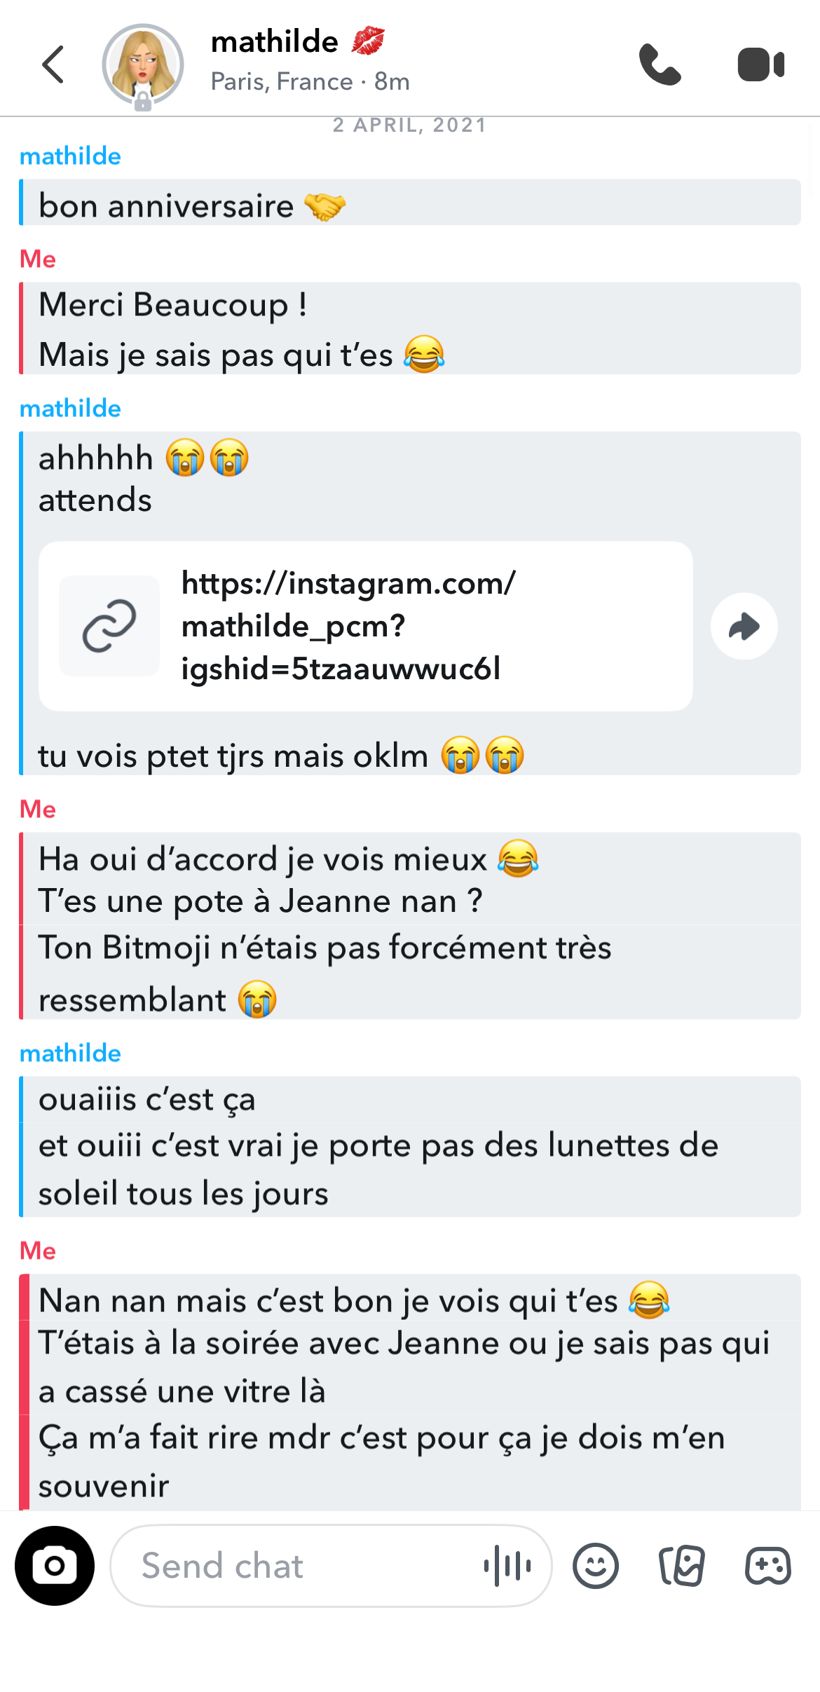 mathilde 💋
Paris, France · 8m
2 APRIL, 2021
mathilde
bon anniversaire 🤝
Me
Merci Beaucoup !
Mais je sais pas qui t’es 😂
mathilde
ahhhhh 😭😭
attends
https://instagram.com/
mathilde_pcm?
igshid=5tzaauwwuc6l
tu vois ptet tjrs mais oklm 😭😭
Me
Ha oui d’accord je vois mieux 😂
T’es une pote à Jeanne nan ?
Ton Bitmoji n’étais pas forcément très
ressemblant 😭
mathilde
ouaiiis c’est ça
et ouiii c’est vrai je porte pas des lunettes de
soleil tous les jours
Me
Nan nan mais c’est bon je vois qui t’es 😂
T’étais à la soirée avec Jeanne ou je sais pas qui
a cassé une vitre là
Ça m’a fait rire mdr c’est pour ça je dois m’en
souvenir
Send chat